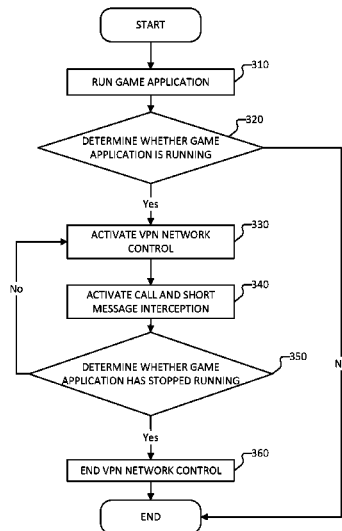 START
310
RUN GAME APPLICATION
320
DETERMINE WHETHER GAME
APPLICATION IS RUNNING
Yes
330
ACTIVATE VPN NETWORK
CONTROL
No
340
ACTIVATE CALL AND SHORT
MESSAGE INTERCEPTION
350
DETERMINE WHETHER GAME
APPLICATION HAS STOPPED RUNNING
N
Yes
360
END VPN NETWORK CONTROL
END